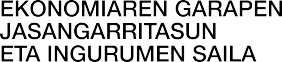 EKONOMIAREN GARAPEN
JASANGARRITASUN
ETA INGURUMEN SAILA